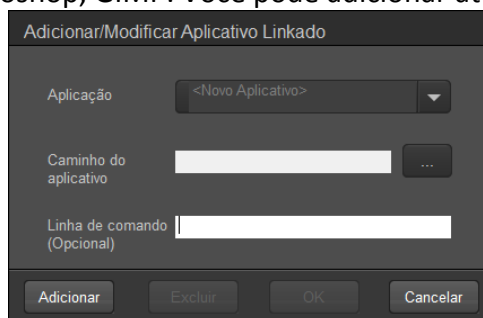 Adicionar/Modificar Aplicativo Linkado
Aplicação
<Novo Aplicativo>
Caminho do
aplicativo
...
Linha de comando
(Opcional)
Adicionar Excluir OK Cancelar